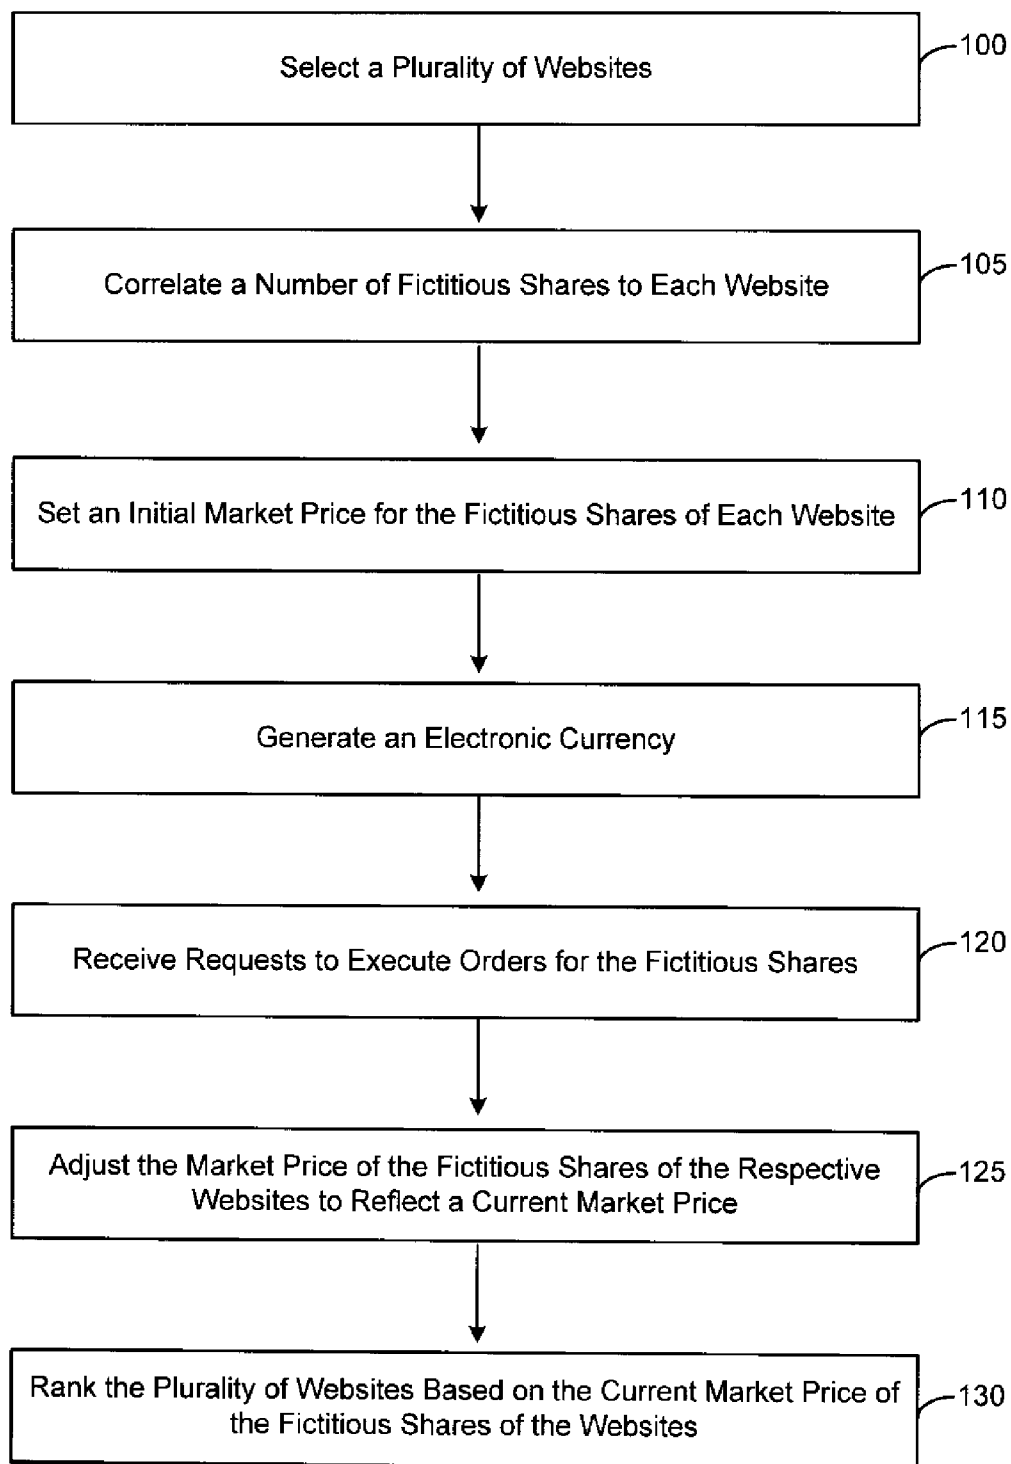 Select a Plurality of Websites
100
Correlate a Number of Fictitious Shares to Each Website
105
Set an Initial Market Price for the Fictitious Shares of Each Website
110
Generate an Electronic Currency
115
Receive Requests to Execute Orders for the Fictitious Shares
120
Adjust the Market Price of the Fictitious Shares of the Respective
Websites to Reflect a Current Market Price
125
Rank the Plurality of Websites Based on the Current Market Price of
the Fictitious Shares of the Websites
130